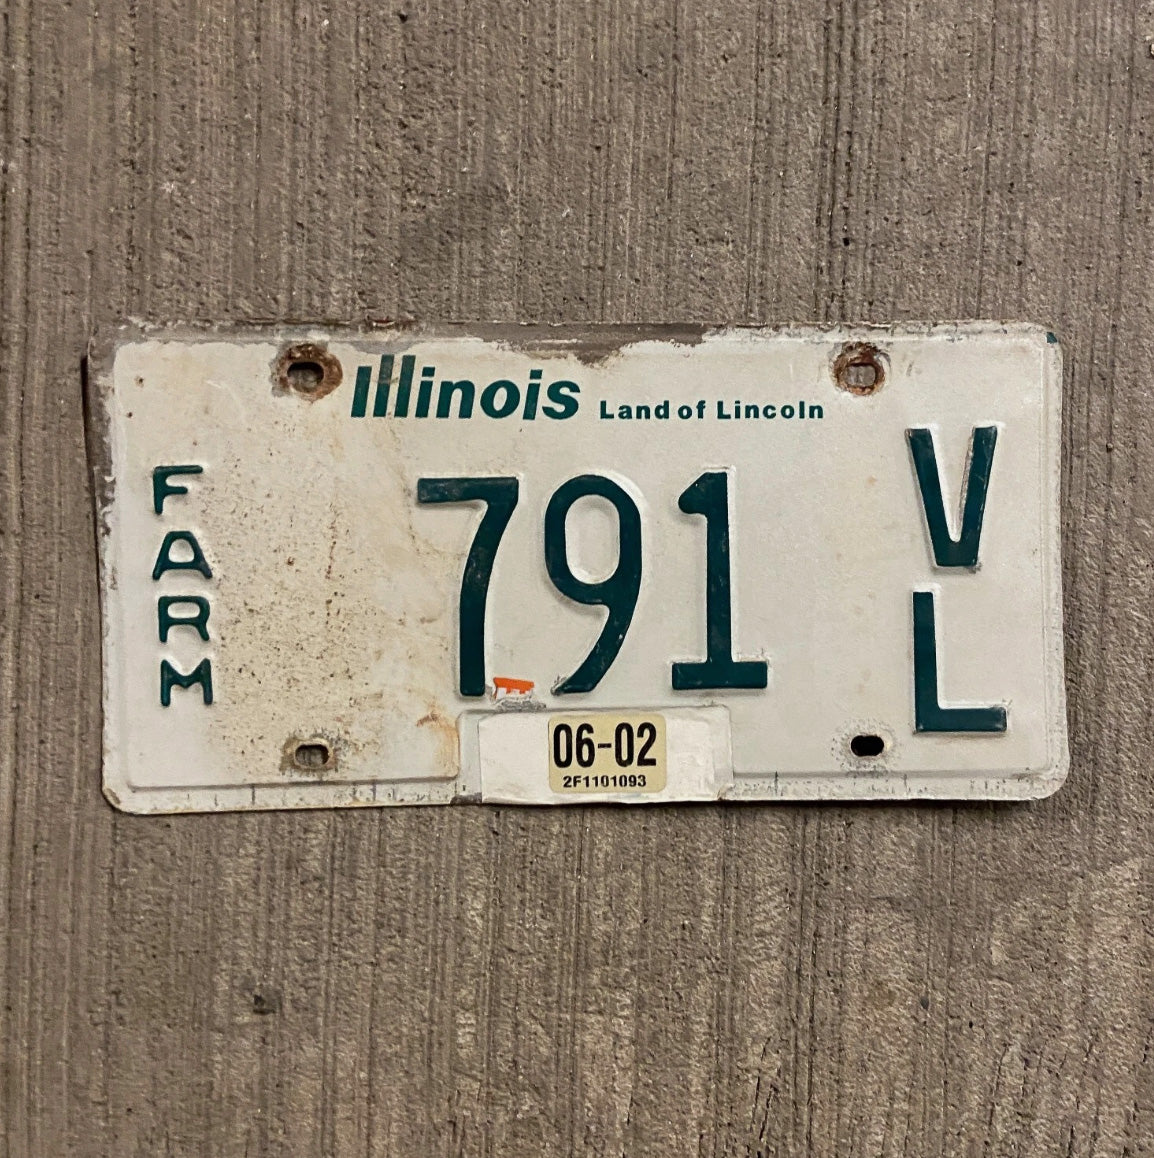 Illinois Land of Lincoln
FARM
791
VL
06-02
2F1101093